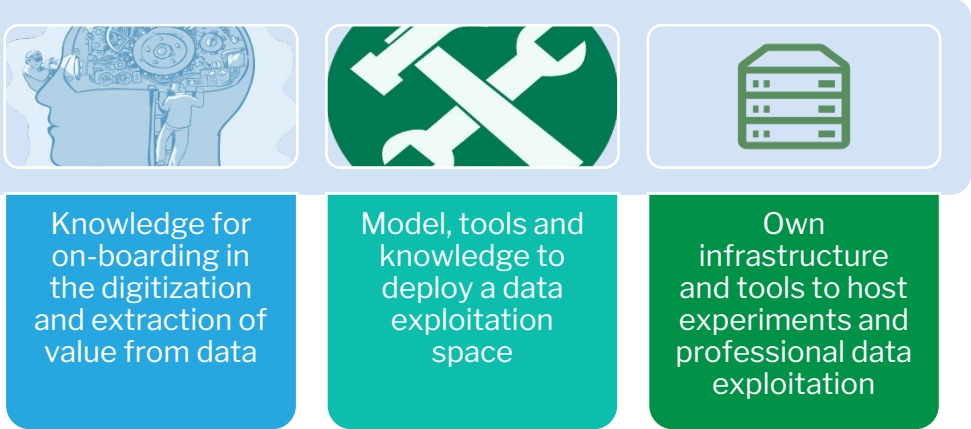 Knowledge for
on-boarding in
the digitization
and extraction of
value from data
Model, tools and
knowledge to
deploy a data
exploitation
space
Own
infrastructure
and tools to host
experiments and
professional data
exploitation